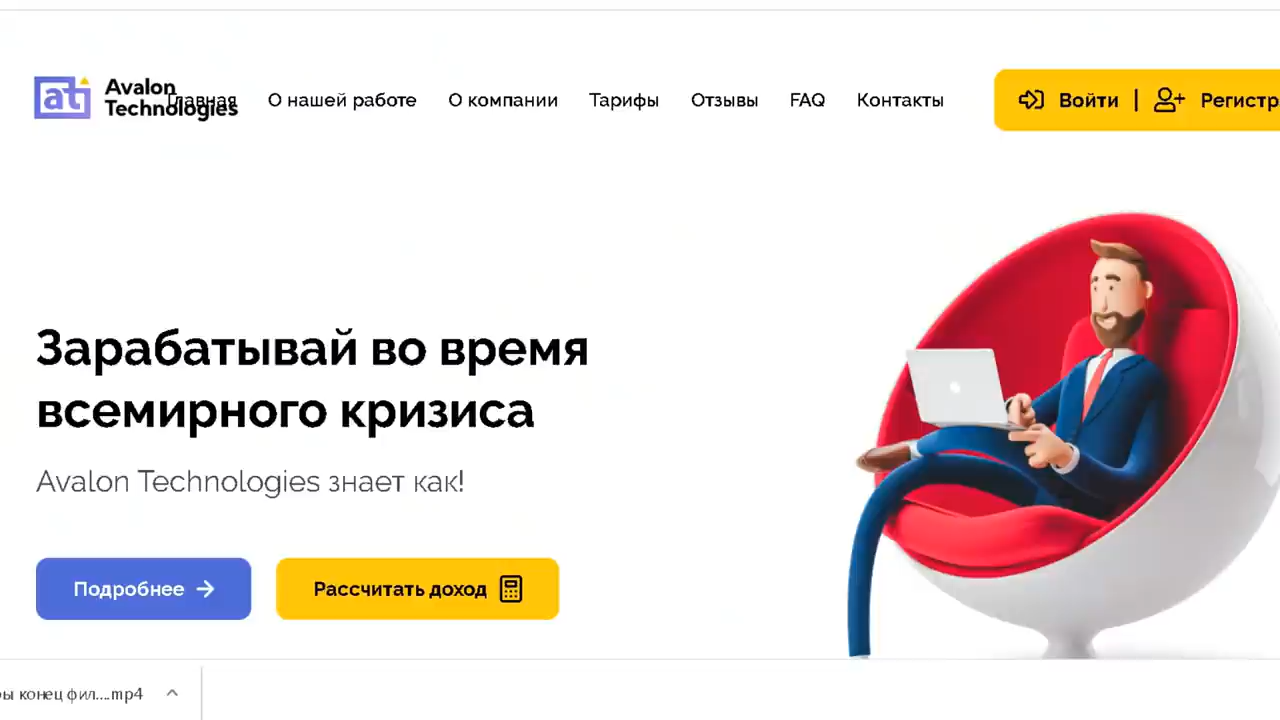 Avalon
Technologies
Главная
О нашей работе
О компании
Тарифы
Отзывы
FAQ
Контакты
Войти | Регистр
Зарабатывай во время
всемирного кризиса
Avalon Technologies знает как!
Подробнее →
Рассчитать доход
ры конец фил....mp4